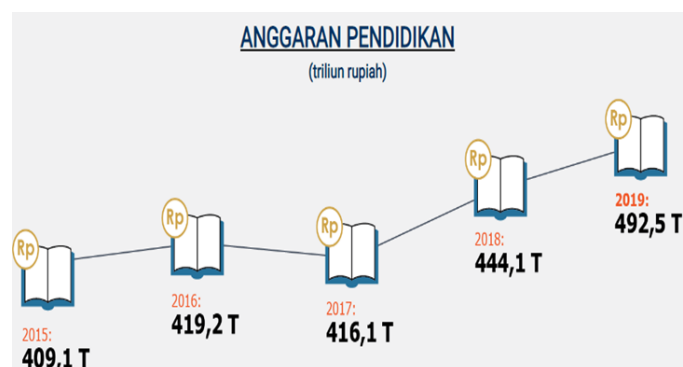 ANGGARAN PENDIDIKAN
(triliun rupiah)
Rp
2015:
409,1 T
Rp
2016:
419,2 T
Rp
2017:
416,1 T
Rp
2018:
444,1 T
Rp
2019:
492,5 T